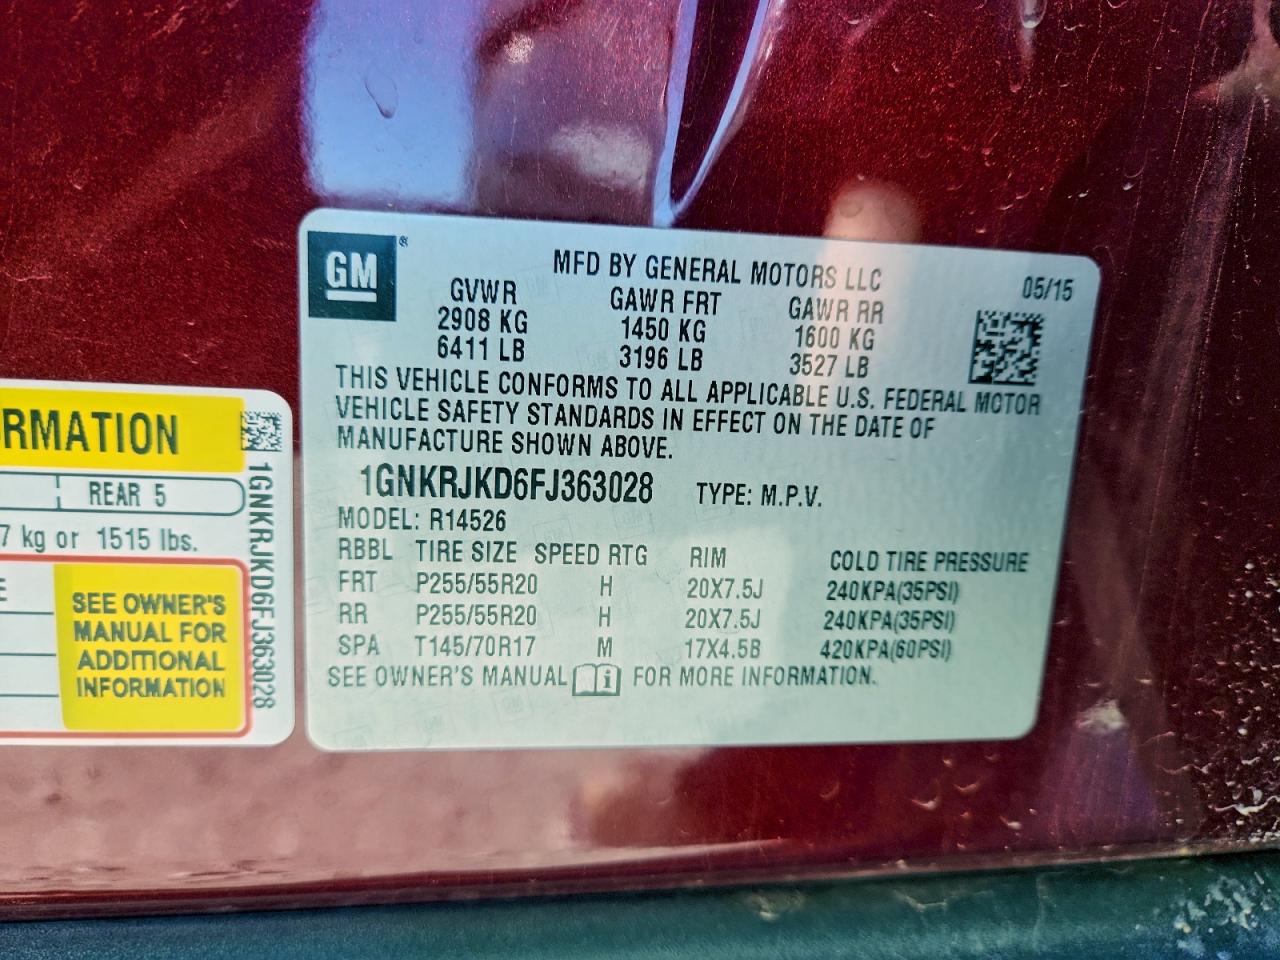 RMATION
REAR 5
7 kg or 1515 lbs.
E
SEE OWNER'S
MANUAL FOR
ADDITIONAL
INFORMATION
1GNKRJKD6FJ363028
GM®
MFD BY GENERAL MOTORS LLC
05/15
GVWR GAWR FRT GAWR RR
2908 KG 1450 KG 1600 KG
6411 LB 3196 LB 3527 LB
THIS VEHICLE CONFORMS TO ALL APPLICABLE U.S. FEDERAL MOTOR
VEHICLE SAFETY STANDARDS IN EFFECT ON THE DATE OF
MANUFACTURE SHOWN ABOVE.
1GNKRJKD6FJ363028 TYPE: M.P.V.
MODEL: R14526
RBBL TIRE SIZE SPEED RTG RIM COLD TIRE PRESSURE
FRT P255/55R20 H 20X7.5J 240KPA(35PSI)
RR P255/55R20 H 20X7.5J 240KPA(35PSI)
SPA T145/70R17 M 17X4.5B 420KPA(60PSI)
SEE OWNER'S MANUAL i FOR MORE INFORMATION.